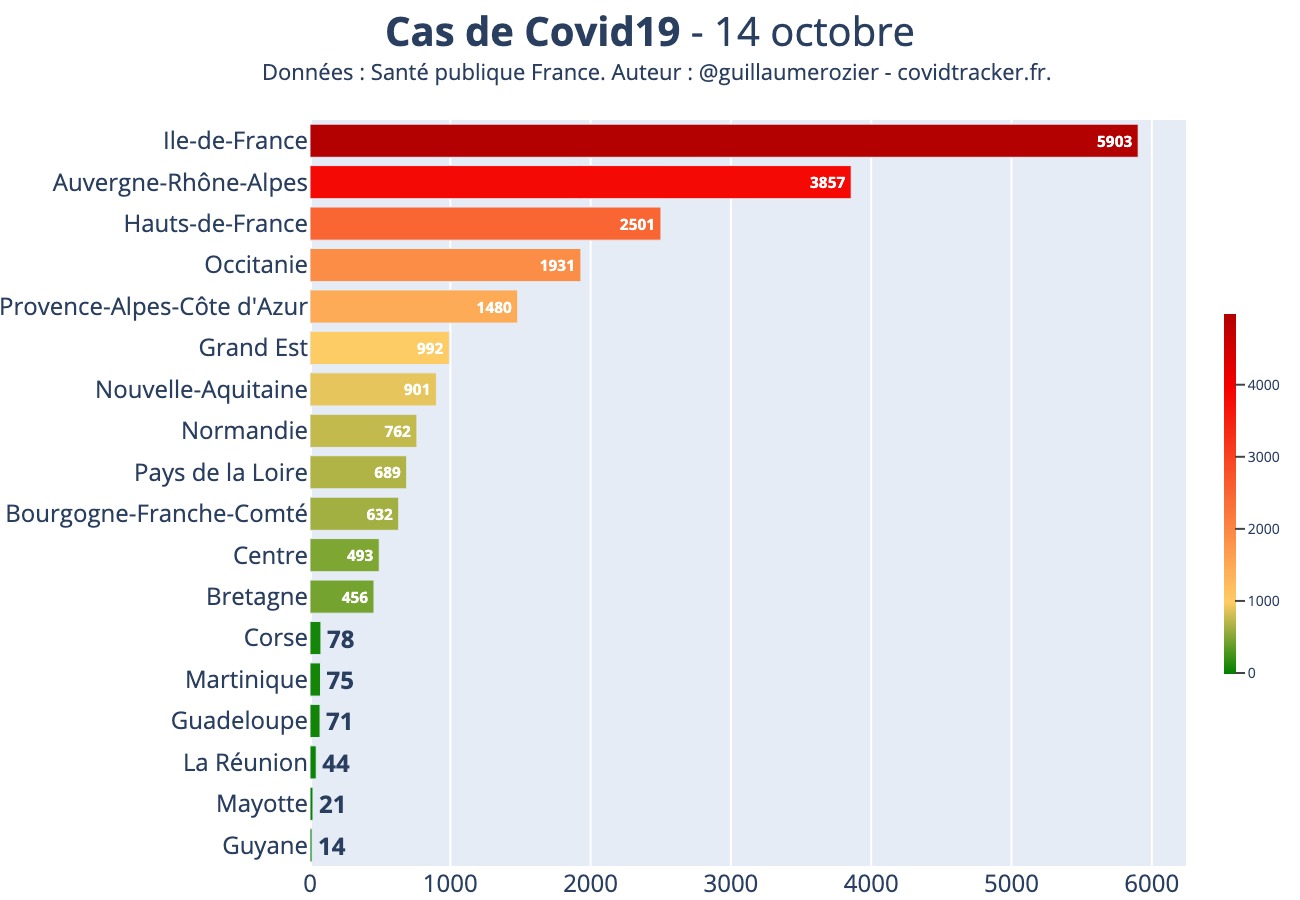 Cas de Covid19 - 14 octobre
Données : Santé publique France. Auteur : @guillaumerozier - covidtracker.fr.
Ile-de-France 5903
Auvergne-Rhône-Alpes 3857
Hauts-de-France 2501
Occitanie 1931
Provence-Alpes-Côte d'Azur 1480
Grand Est 992
Nouvelle-Aquitaine 901
Normandie 762
Pays de la Loire 689
Bourgogne-Franche-Comté 632
Centre 493
Bretagne 456
Corse 78
Martinique 75
Guadeloupe 71
La Réunion 44
Mayotte 21
Guyane 14
0 1000 2000 3000 4000 5000 6000
4000
3000
2000
1000
0